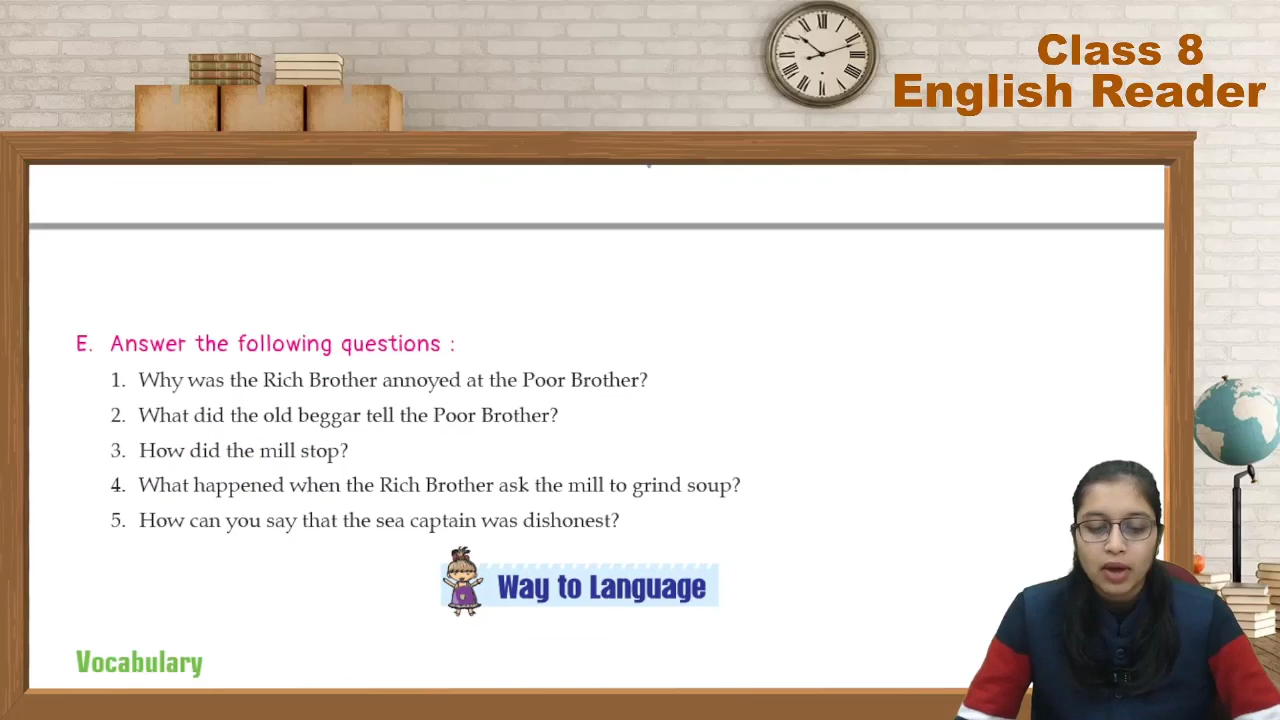 Class 8
English Reader
E. Answer the following questions :
1. Why was the Rich Brother annoyed at the Poor Brother?
2. What did the old beggar tell the Poor Brother?
3. How did the mill stop?
4. What happened when the Rich Brother ask the mill to grind soup?
5. How can you say that the sea captain was dishonest?
Way to Language
Vocabulary